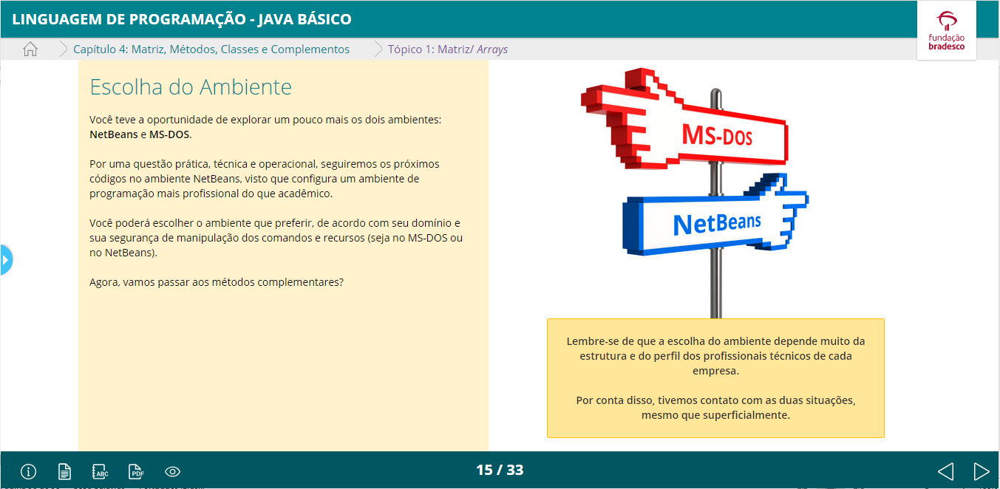 LINGUAGEM DE PROGRAMAÇÃO - JAVA BÁSICO
fundação
bradesco
Capítulo 4: Matriz, Métodos, Classes e Complementos
Tópico 1: Matriz/ Arrays
Escolha do Ambiente
Você teve a oportunidade de explorar um pouco mais os dois ambientes:
NetBeans e MS-DOS.
Por uma questão prática, técnica e operacional, seguiremos os próximos
códigos no ambiente NetBeans, visto que configura um ambiente de
programação mais profissional do que acadêmico.
Você poderá escolher o ambiente que preferir, de acordo com seu domínio e
sua segurança de manipulação dos comandos e recursos (seja no MS-DOS ou
no NetBeans).
Agora, vamos passar aos métodos complementares?
MS-DOS
NetBeans
Lembre-se de que a escolha do ambiente depende muito da
estrutura e do perfil dos profissionais técnicos de cada
empresa.
Por conta disso, tivemos contato com as duas situações,
mesmo que superficialmente.
ABC
PDF
15 / 33